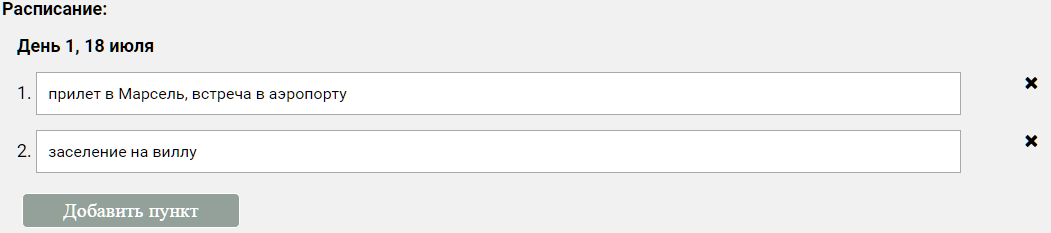 Расписание:
День 1, 18 июля
1. прилет в Марсель, встреча в аэропорту
2. заселение на виллу
Добавить пункт